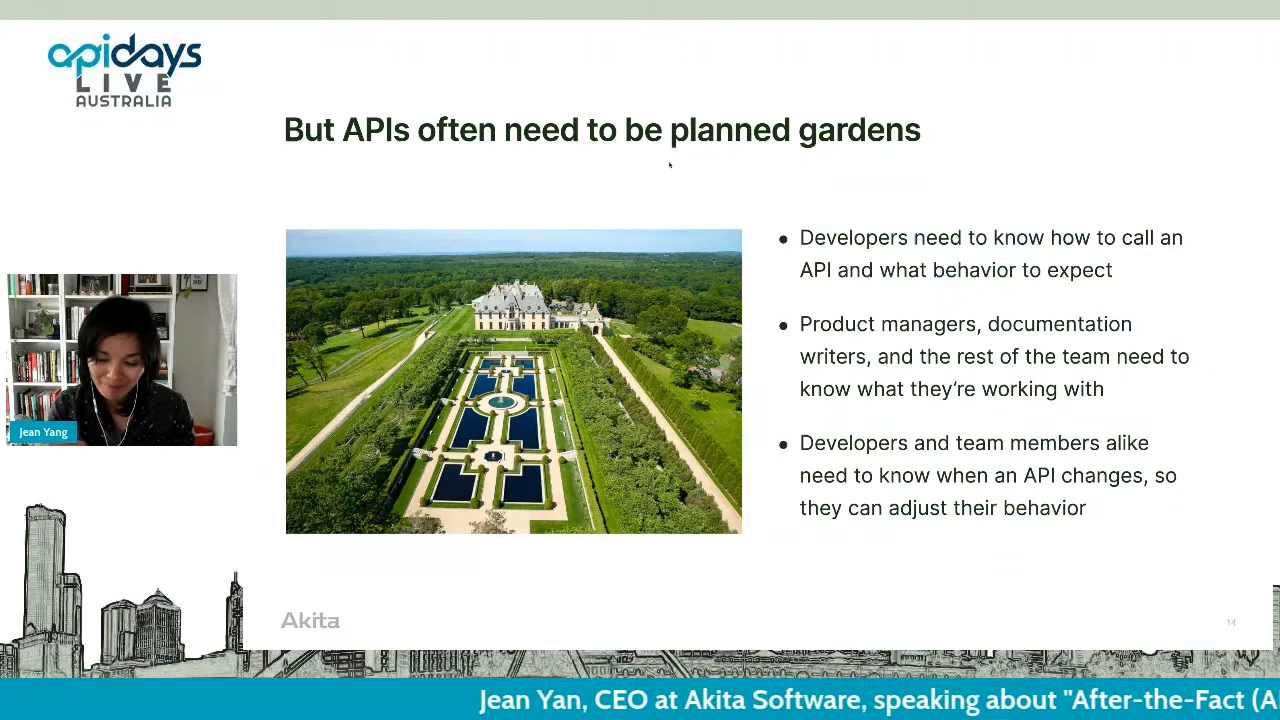 apidays
LIVE
AUSTRALIA
But APIs often need to be planned gardens
• Developers need to know how to call an
API and what behavior to expect
• Product managers, documentation
writers, and the rest of the team need to
know what they’re working with
• Developers and team members alike
need to know when an API changes, so
they can adjust their behavior
Jean Yang
Akita
14
Jean Yan, CEO at Akita Software, speaking about "After-the-Fact (A